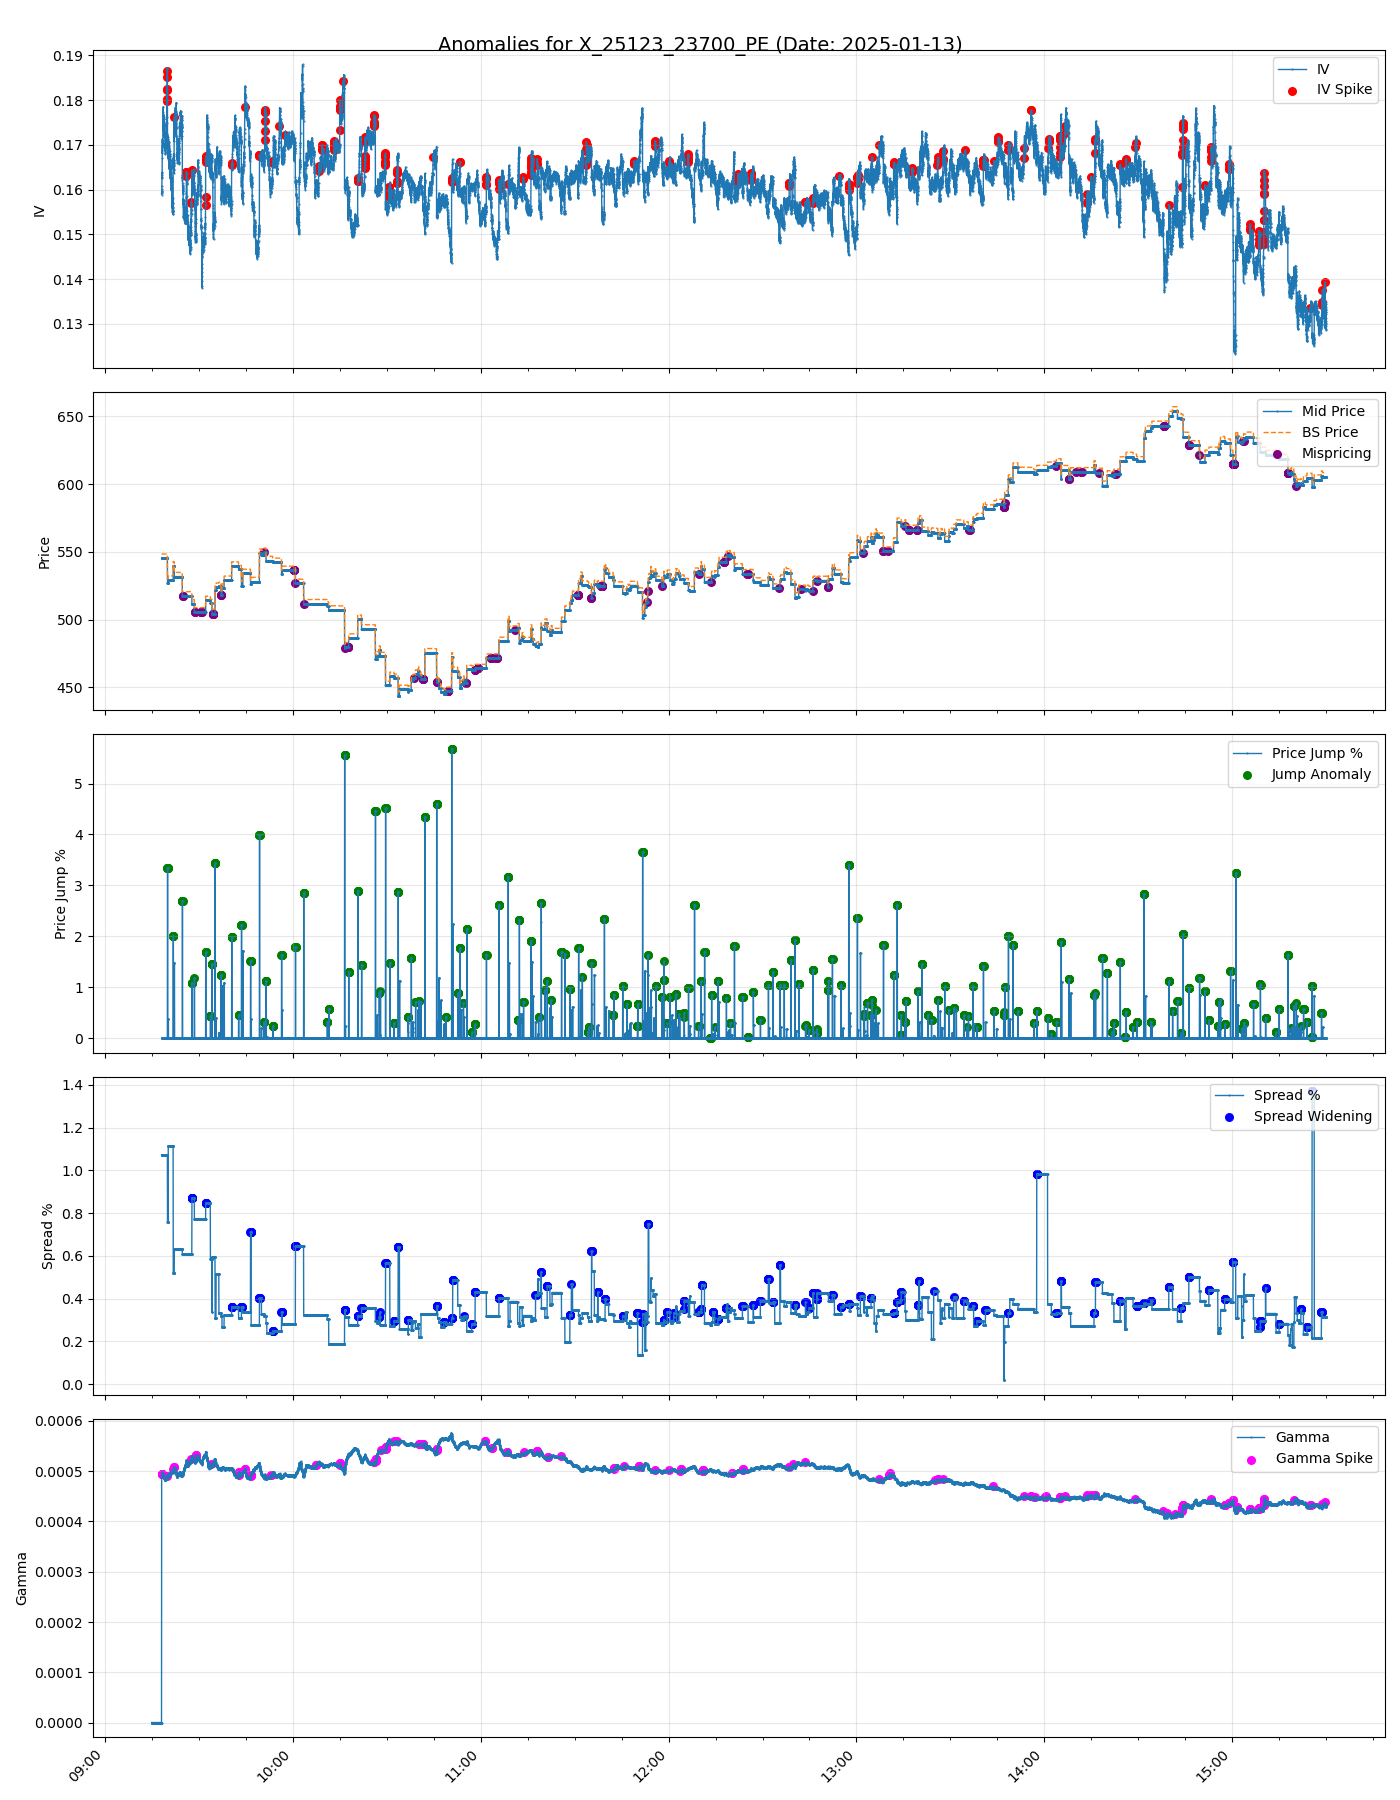 Anomalies for X_25123_23700_PE (Date: 2025-01-13)
0.19
0.18
0.17
0.16
0.15
0.14
0.13
IV
IV
IV Spike
650
600
550
500
450
Price
Mid Price
BS Price
Mispricing
5
4
3
2
1
0
Price Jump %
Price Jump %
Jump Anomaly
1.4
1.2
1.0
0.8
0.6
0.4
0.2
0.0
Spread %
Spread %
Spread Widening
0.0006
0.0005
0.0004
0.0003
0.0002
0.0001
0.0000
Gamma
Gamma
Gamma Spike
09:00
10:00
11:00
12:00
13:00
14:00
15:00